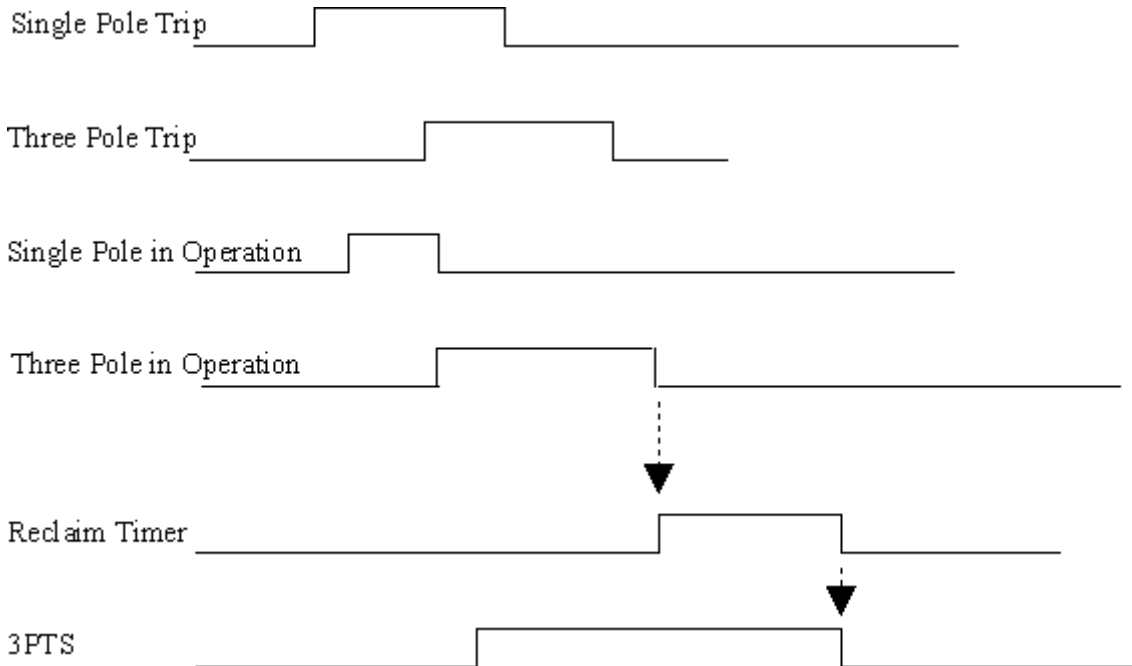 Single Pole Trip
Three Pole Trip
Single Pole in Operation
Three Pole in Operation
Reclaim Timer
3PTS